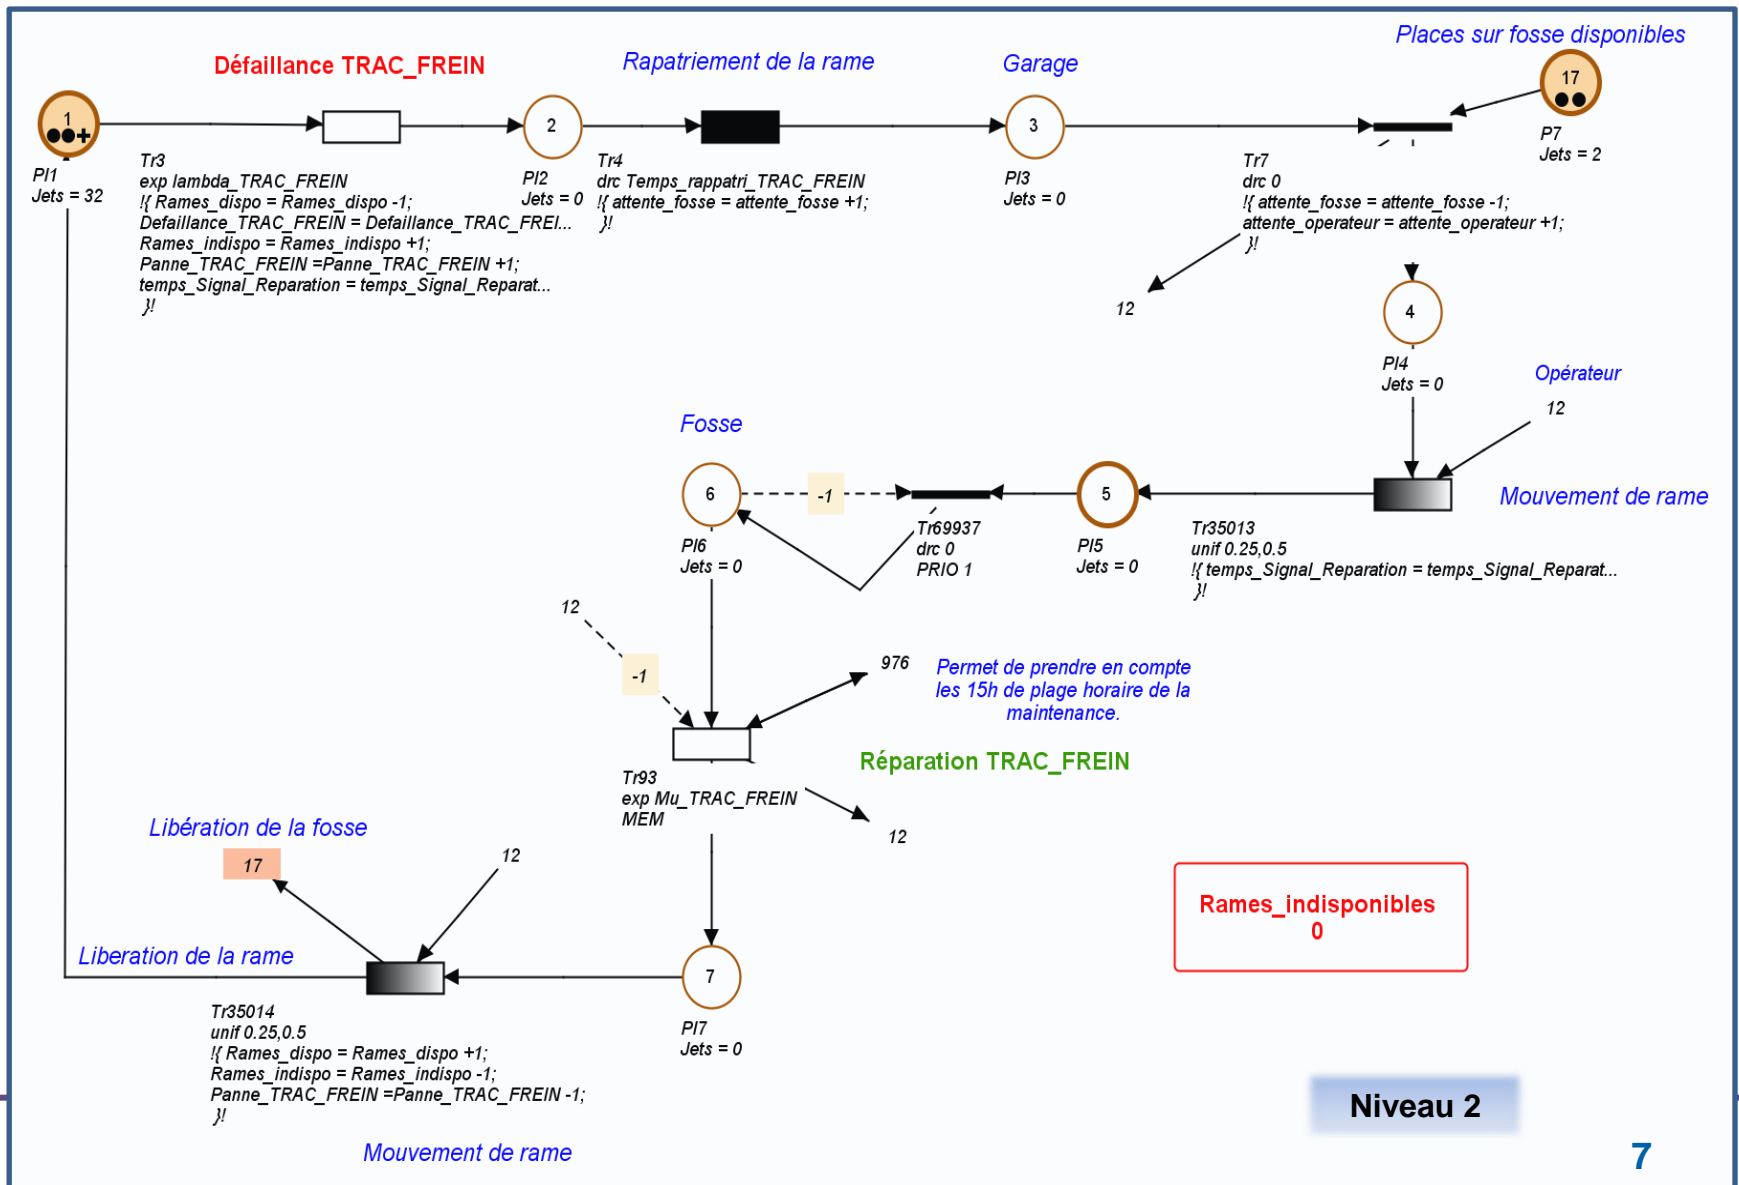 Places sur fosse disponibles
Défaillance TRAC_FREIN
Rapatriement de la rame
Garage
1
2
3
17
Pl1
Jets = 32
Tr3
exp lambda_TRAC_FREIN
!{ Rames_dispo = Rames_dispo -1;
Defaillance_TRAC_FREIN = Defaillance_TRAC_FREI...
Rames_indispo = Rames_indispo +1;
Panne_TRAC_FREIN =Panne_TRAC_FREIN +1;
temps_Signal_Reparation = temps_Signal_Reparat...
}!
Pl2
Jets = 0
Tr4
drc Temps_rappatri_TRAC_FREIN
!{ attente_fosse = attente_fosse +1;
}!
Pl3
Jets = 0
Tr7
drc 0
!{ attente_fosse = attente_fosse -1;
attente_operateur = attente_operateur +1;
}!
P7
Jets = 2
12
4
Pl4
Jets = 0
Opérateur
12
Fosse
6
-1
5
Mouvement de rame
Pl6
Jets = 0
Tr69937
drc 0
PRIO 1
Pl5
Jets = 0
Tr35013
unif 0.25,0.5
!{ temps_Signal_Reparation = temps_Signal_Reparat...
}!
12
-1
976
Permet de prendre en compte
les 15h de plage horaire de la
maintenance.
Réparation TRAC_FREIN
Tr93
exp Mu_TRAC_FREIN
MEM
12
Libération de la fosse
17
12
Liberation de la rame
7
Rames_indisponibles
0
Tr35014
unif 0.25,0.5
!{ Rames_dispo = Rames_dispo +1;
Rames_indispo = Rames_indispo -1;
Panne_TRAC_FREIN =Panne_TRAC_FREIN -1;
}!
Pl7
Jets = 0
Mouvement de rame
Niveau 2
7